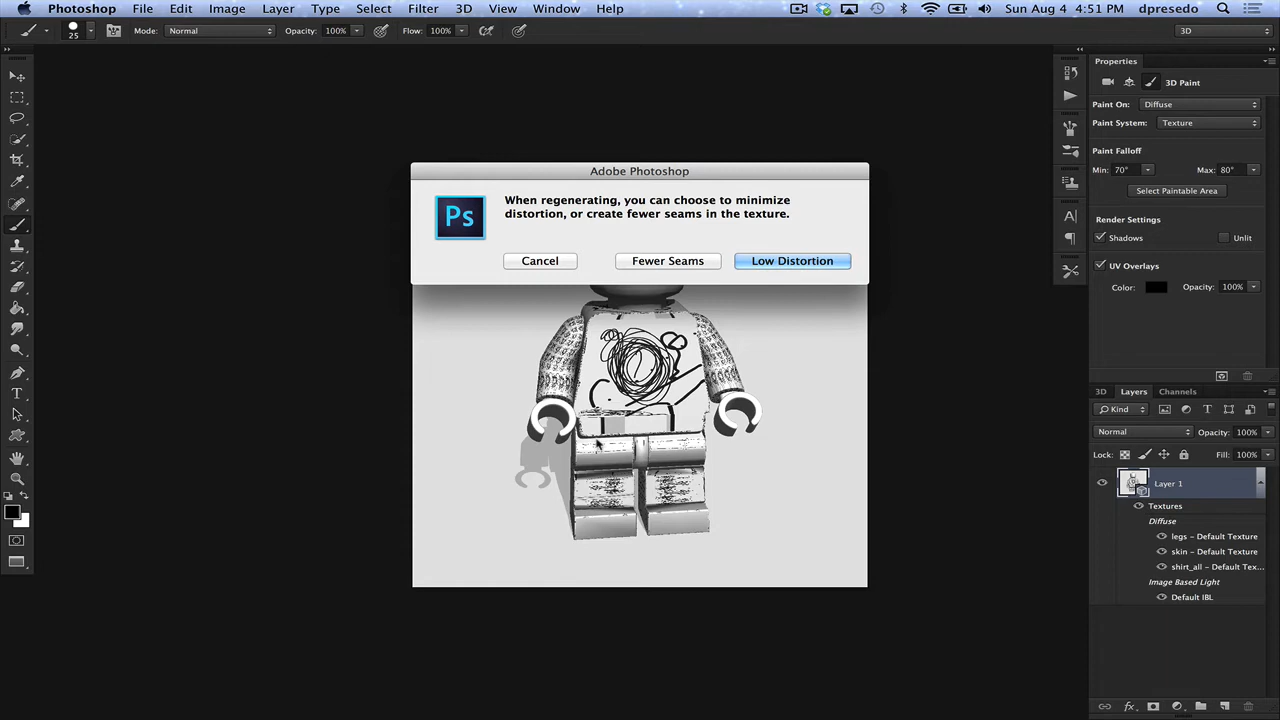 Photoshop File Edit Image Layer Type Select Filter 3D View Window Help Sun Aug 4 4:51 PM dpresedo
25 Mode: Normal Opacity: 100% Flow: 100% 3D
Adobe Photoshop
Ps
When regenerating, you can choose to minimize
distortion, or create fewer seams in the texture.
Cancel Fewer Seams Low Distortion
Properties
3D Paint
Paint On: Diffuse
Paint System: Texture
Paint Falloff
Min: 70° Max: 80°
Select Paintable Area
Render Settings
Shadows Unlit
UV Overlays
Color: Opacity: 100%
3D Layers Channels
Kind
Normal Opacity: 100%
Lock: Fill: 100%
Layer 1
Textures
Diffuse
legs - Default Texture
skin - Default Texture
shirt_all - Default Tex...
Image Based Light
Default IBL